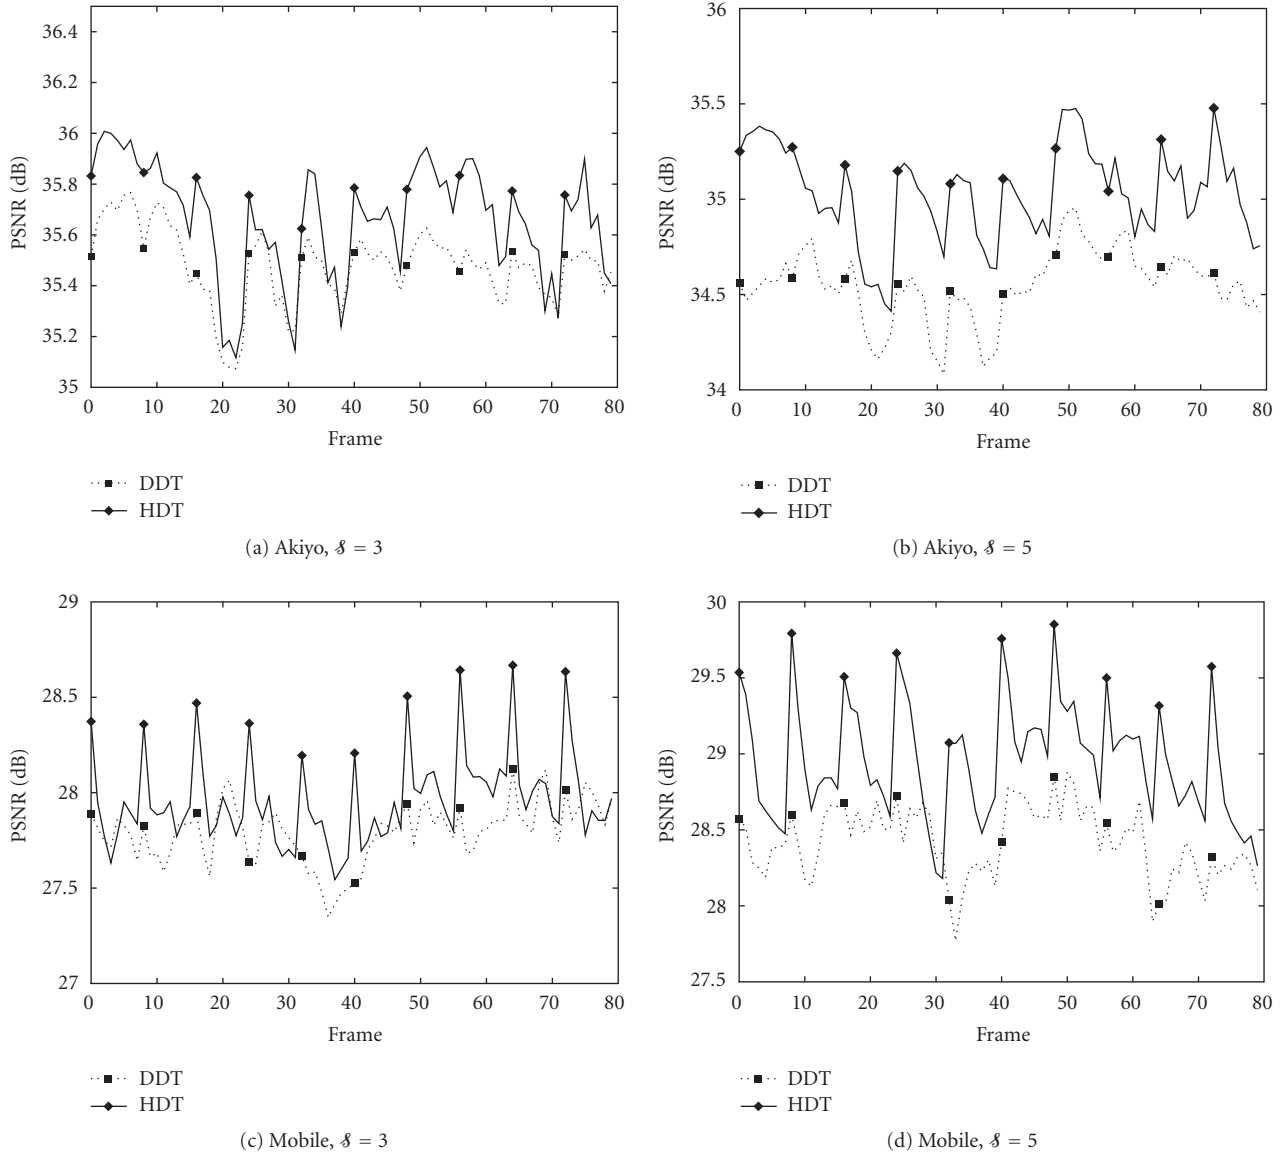 36.4
36.2
36
35.8
35.6
35.4
35.2
35
PSNR (dB)
0 10 20 30 40 50 60 70 80
Frame
DDT
HDT
(a) Akiyo, 𝒮 = 3
36
35.5
35
34.5
34
PSNR (dB)
0 10 20 30 40 50 60 70 80
Frame
DDT
HDT
(b) Akiyo, 𝒮 = 5
29
28.5
28
27.5
27
PSNR (dB)
0 10 20 30 40 50 60 70 80
Frame
DDT
HDT
(c) Mobile, 𝒮 = 3
30
29.5
29
28.5
28
27.5
PSNR (dB)
0 10 20 30 40 50 60 70 80
Frame
DDT
HDT
(d) Mobile, 𝒮 = 5